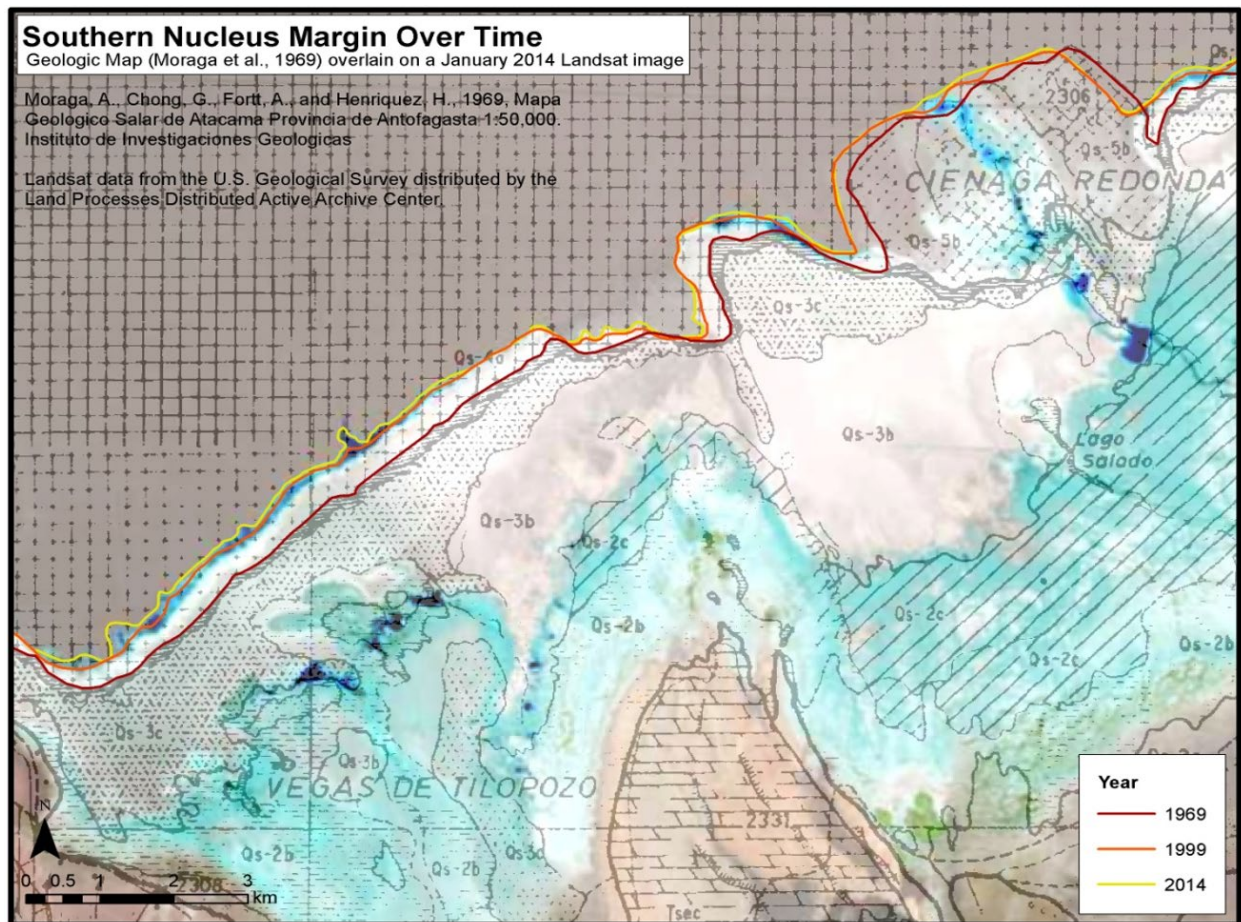 Southern Nucleus Margin Over Time
Geologic Map (Moraga et al., 1969) overlain on a January 2014 Landsat image
Moraga, A., Chong, G., Fortt, A., and Henriquez, H., 1969, Mapa
Geologico Salar de Atacama Provincia de Antofagasta 1:50,000.
Instituto de Investigaciones Geologicas
Landsat data from the U.S. Geological Survey distributed by the
Land Processes Distributed Active Archive Center.
2306
Qs-5b
CIENAGA REDONDA
Qs-5b
Qs-3c
Qs-3b
Lago
Salado
Qs-3b
Qs-2c
Qs-2b
Qs-2c
Qs-2c
Qs-2b
Qs-3c
Qs-3b
VEGAS DE TILOPOZO
2331
Qs-2b
Qs-2b
2308
Tsec
N
0 0.5 1 2 3
km
Year
1969
1999
2014